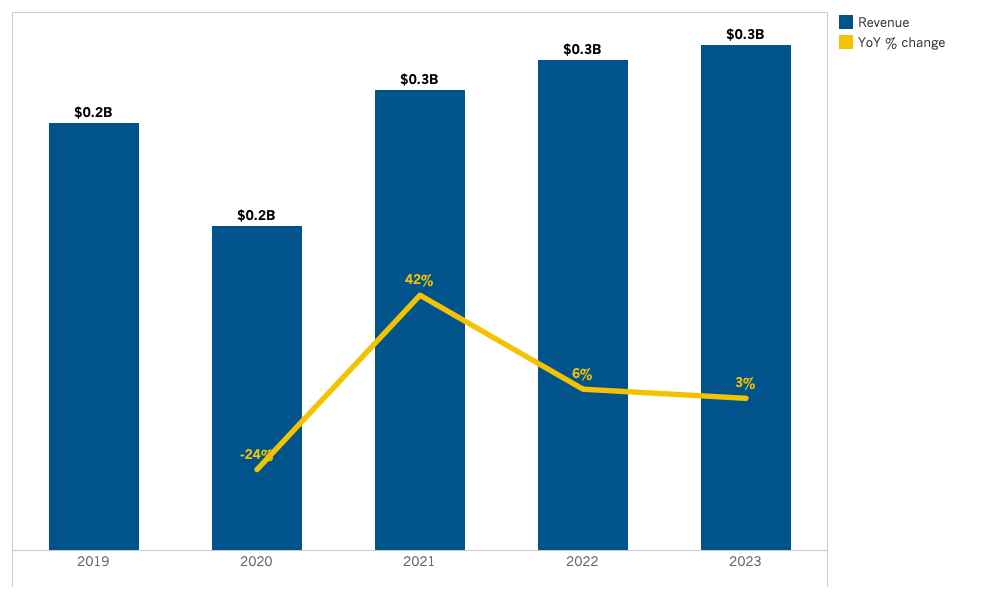 Revenue
YoY % change
$0.2B
$0.2B
$0.3B
$0.3B
$0.3B
-24%
42%
6%
3%
2019
2020
2021
2022
2023